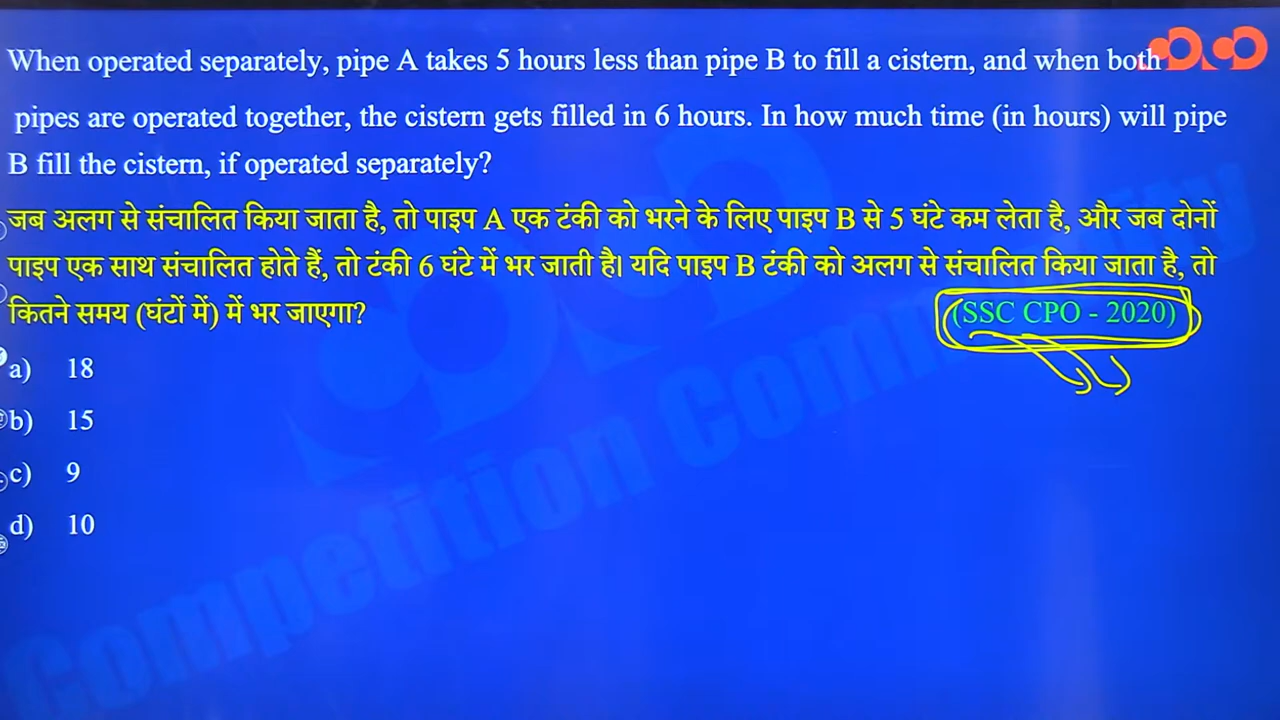 When operated separately, pipe A takes 5 hours less than pipe B to fill a cistern, and when both
pipes are operated together, the cistern gets filled in 6 hours. In how much time (in hours) will pipe
B fill the cistern, if operated separately?
जब अलग से संचालित किया जाता है, तो पाइप A एक टंकी को भरने के लिए पाइप B से 5 घंटे कम लेता है, और जब दोनों
पाइप एक साथ संचालित होते हैं, तो टंकी 6 घंटे में भर जाती है। यदि पाइप B टंकी को अलग से संचालित किया जाता है, तो
कितने समय (घंटों में) में भर जाएगा?
(SSC CPO - 2020)
a) 18
b) 15
c) 9
d) 10
Competition Community